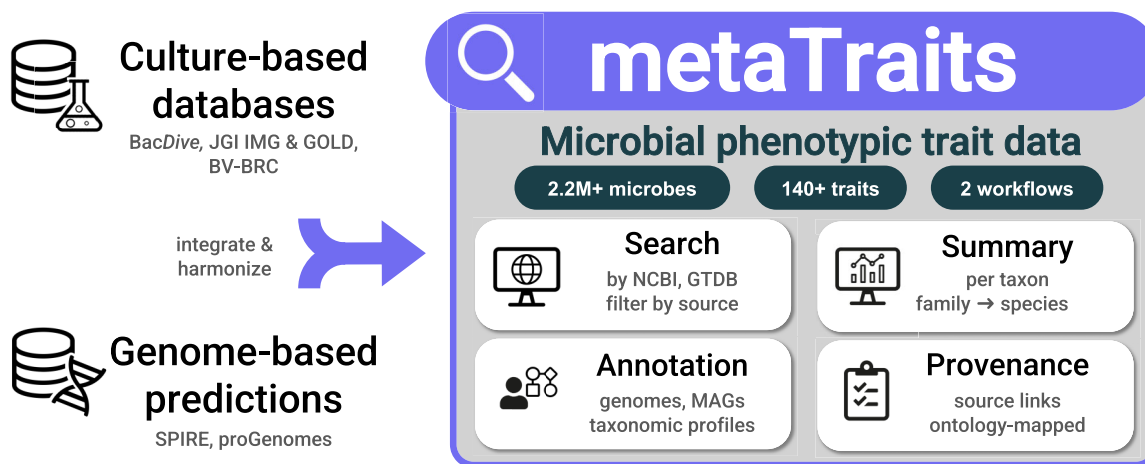 Culture-based
databases
BacDive, JGI IMG & GOLD,
BV-BRC
integrate &
harmonize
Genome-based
predictions
SPIRE, proGenomes
metaTraits
Microbial phenotypic trait data
2.2M+ microbes
140+ traits
2 workflows
Search
by NCBI, GTDB
filter by source
Summary
per taxon
family → species
Annotation
genomes, MAGs
taxonomic profiles
Provenance
source links
ontology-mapped